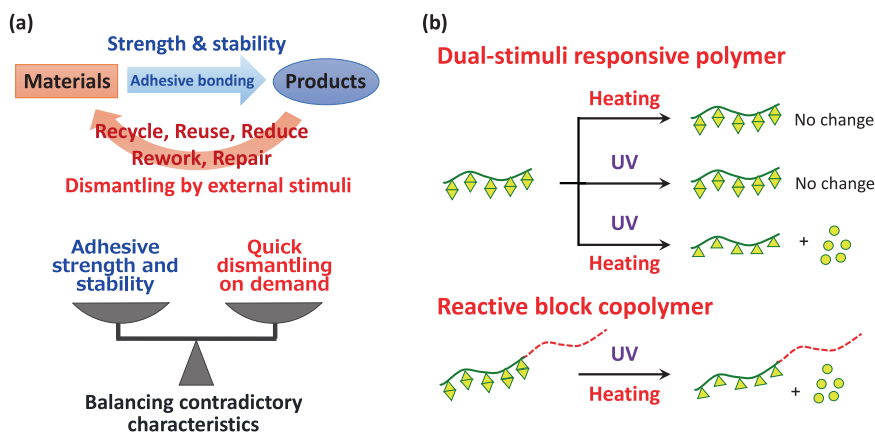 (a)
Strength & stability
Materials
Adhesive bonding
Products
Recycle, Reuse, Reduce
Rework, Repair
Dismantling by external stimuli
Adhesive
strength and
stability
Quick
dismantling
on demand
Balancing contradictory
characteristics
(b)
Dual-stimuli responsive polymer
Heating
No change
UV
No change
UV
Heating
+
Reactive block copolymer
UV
Heating
+